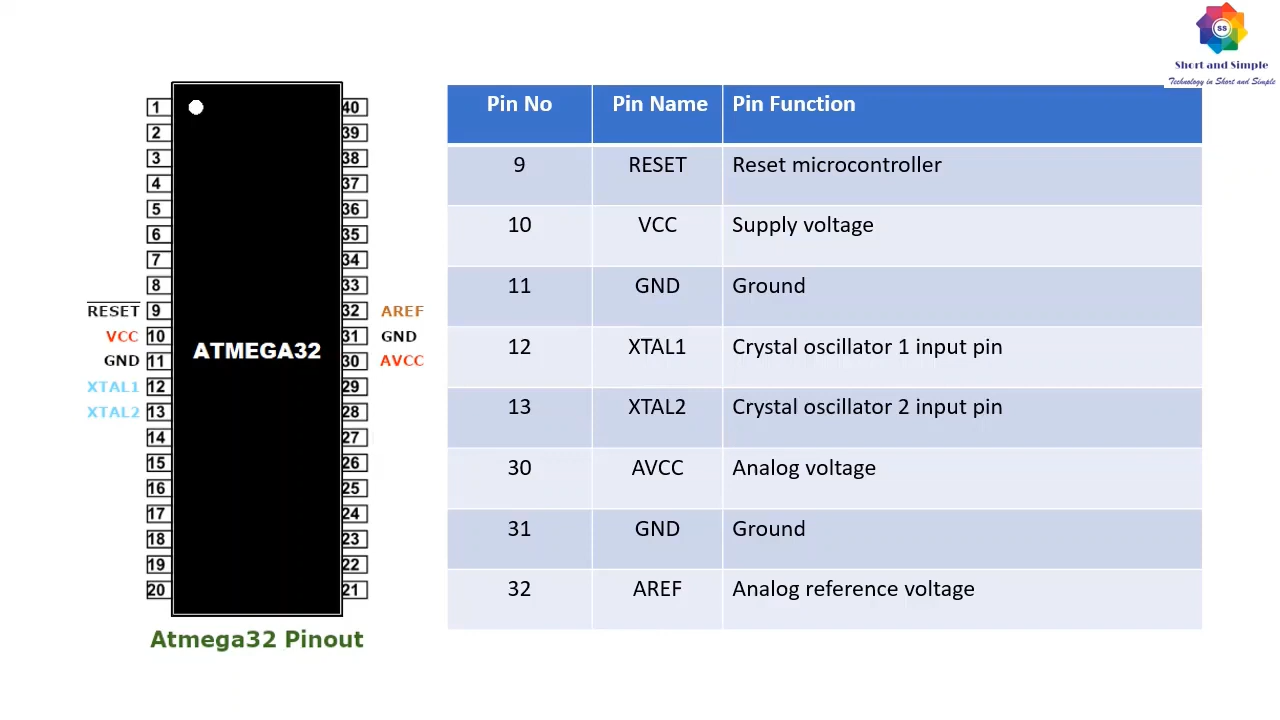 SS
Short and Simple
Technology in Short and Simple
1 40
2 39
3 38
4 37
5 36
6 35
7 34
8 33
RESET 9 32 AREF
VCC 10 31 GND
GND 11 30 AVCC
XTAL1 12 29
XTAL2 13 28
14 27
15 26
16 25
17 24
18 23
19 22
20 21
ATMEGA32
Atmega32 Pinout
Pin No Pin Name Pin Function
9 RESET Reset microcontroller
10 VCC Supply voltage
11 GND Ground
12 XTAL1 Crystal oscillator 1 input pin
13 XTAL2 Crystal oscillator 2 input pin
30 AVCC Analog voltage
31 GND Ground
32 AREF Analog reference voltage